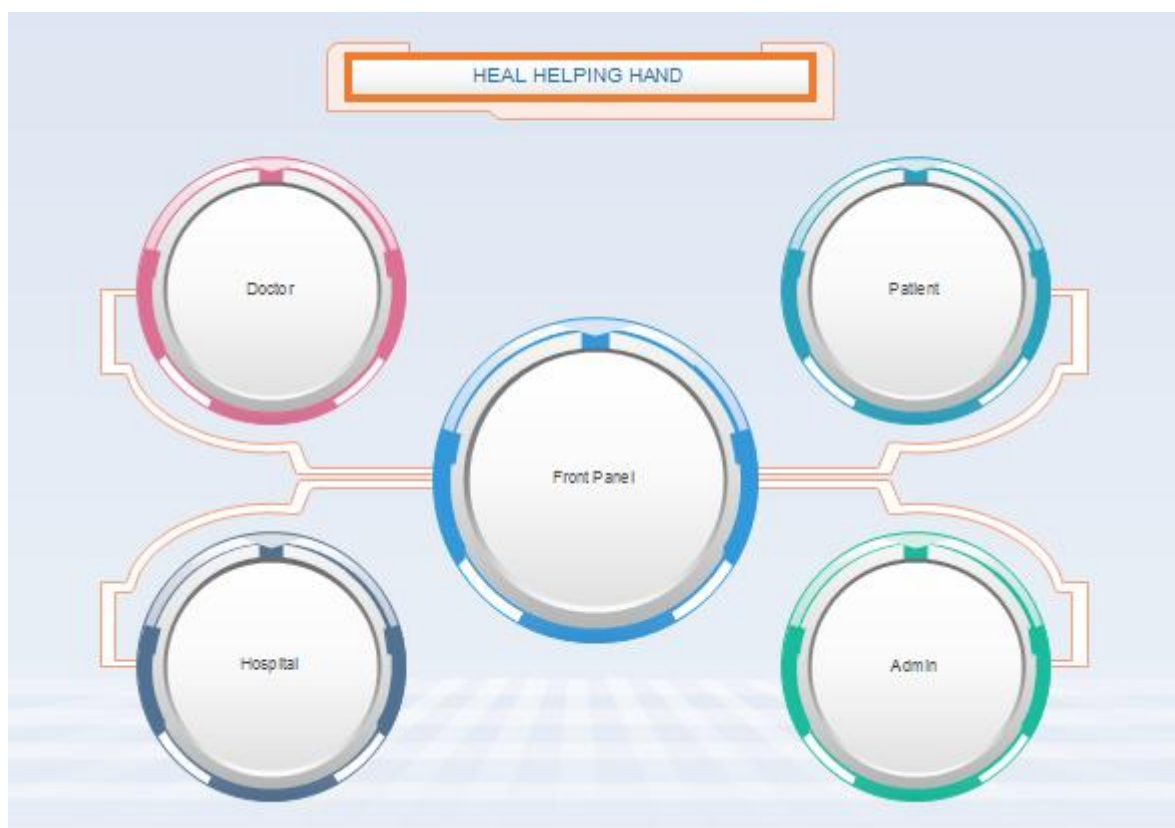 HEAL HELPING HAND
Doctor
Patient
Front Panel
Hospital
Admin